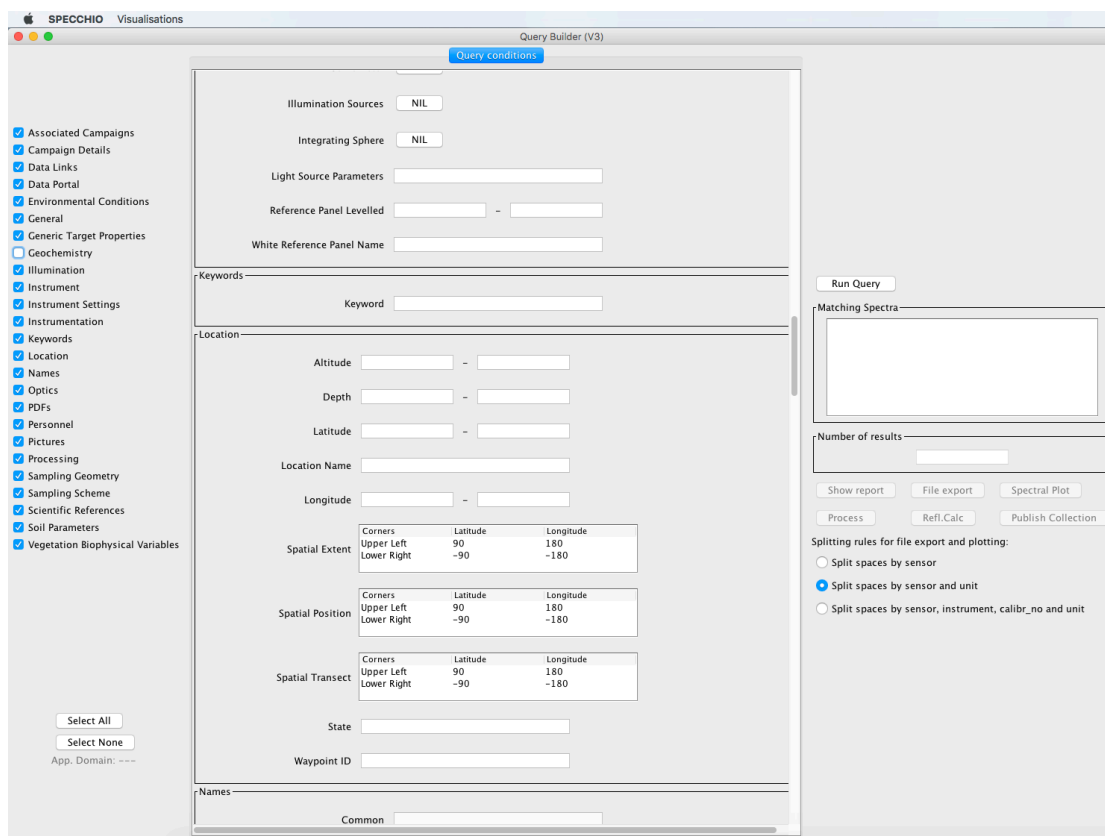 SPECCHIO Visualisations
Query Builder (V3)
Query conditions
Associated Campaigns
Campaign Details
Data Links
Data Portal
Environmental Conditions
General
Generic Target Properties
Geochemistry
Illumination
Instrument
Instrument Settings
Instrumentation
Keywords
Location
Names
Optics
PDFs
Personnel
Pictures
Processing
Sampling Geometry
Sampling Scheme
Scientific References
Soil Parameters
Vegetation Biophysical Variables
Select All
Select None
App. Domain: ---
Illumination Sources NIL
Integrating Sphere NIL
Light Source Parameters
Reference Panel Levelled -
White Reference Panel Name
Keywords
Keyword
Location
Altitude -
Depth -
Latitude -
Location Name
Longitude -
Spatial Extent
Corners Latitude Longitude
Upper Left 90 180
Lower Right -90 -180
Spatial Position
Corners Latitude Longitude
Upper Left 90 180
Lower Right -90 -180
Spatial Transect
Corners Latitude Longitude
Upper Left 90 180
Lower Right -90 -180
State
Waypoint ID
Names
Common
Run Query
Matching Spectra
Number of results
Show report File export Spectral Plot
Process Refl.Calc Publish Collection
Splitting rules for file export and plotting:
Split spaces by sensor
Split spaces by sensor and unit
Split spaces by sensor, instrument, calibr_no and unit